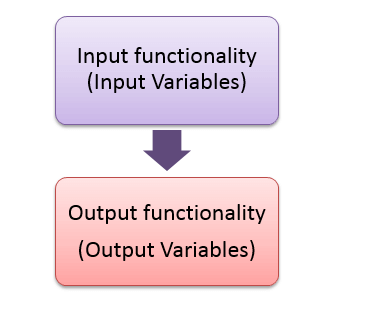 Input functionality
(Input Variables)
Output functionality
(Output Variables)